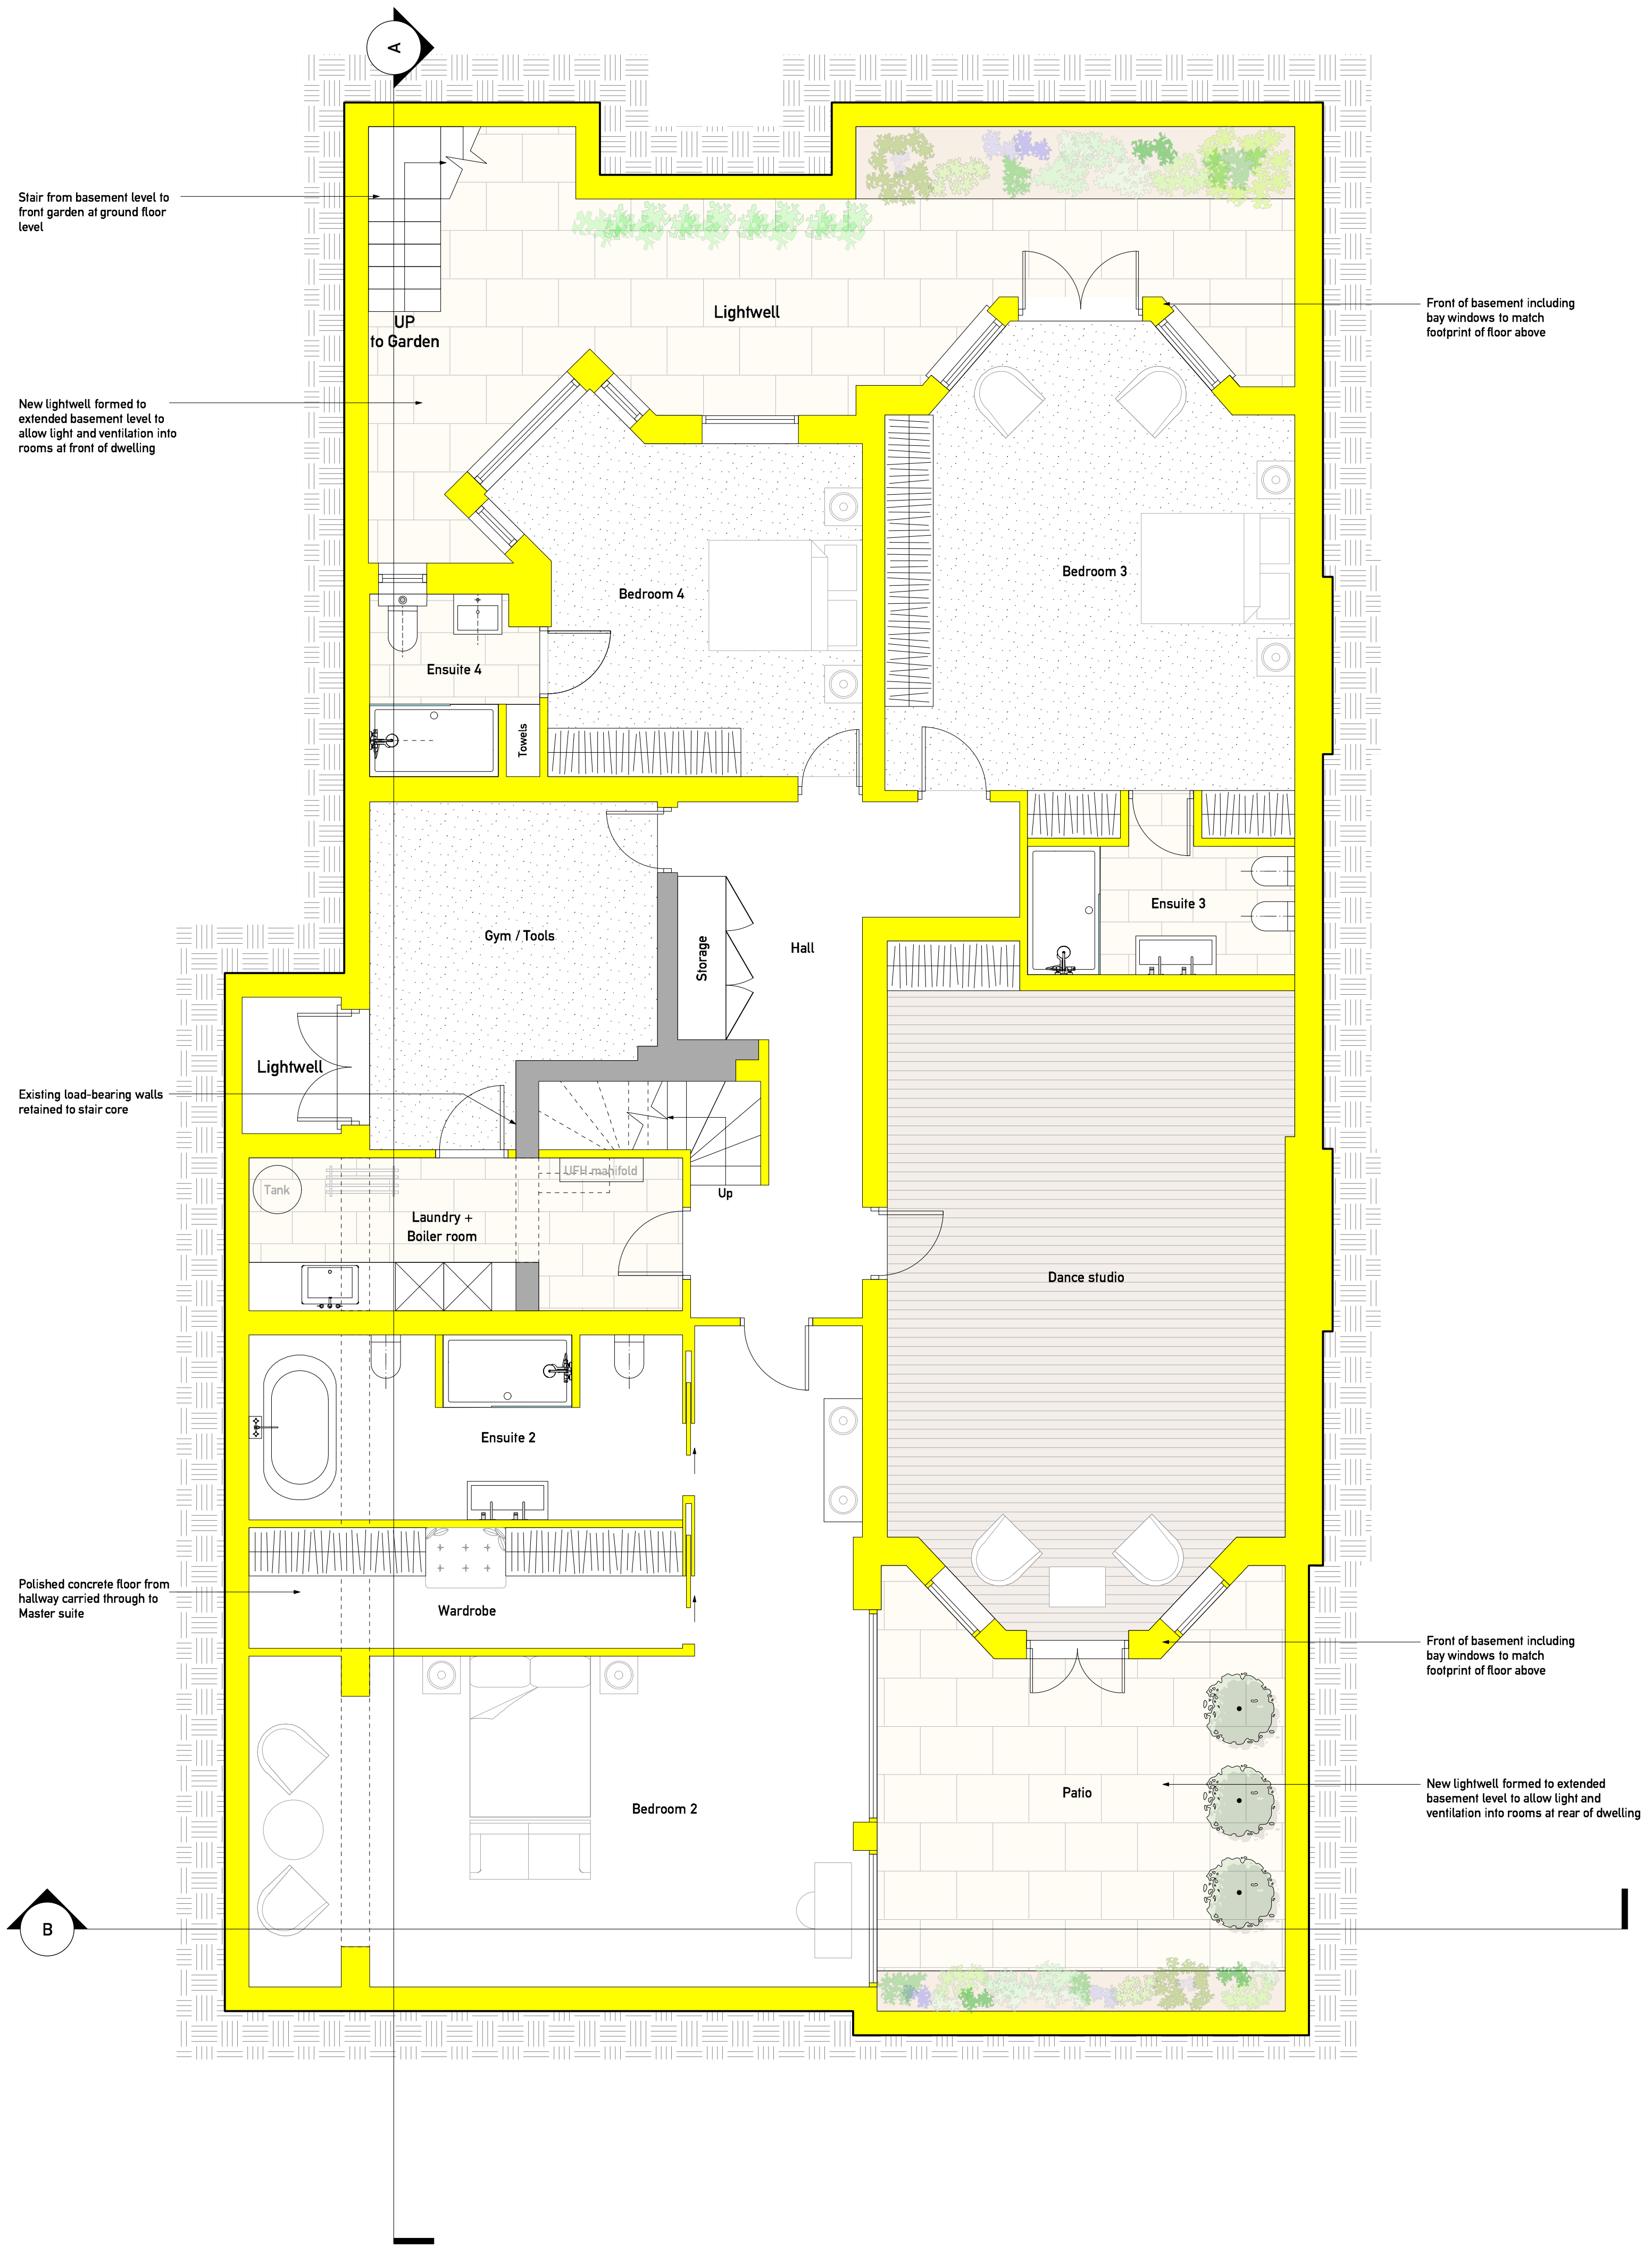 A
Stair from basement level to
front garden at ground floor
level
Lightwell
Front of basement including
bay windows to match
footprint of floor above
UP
to Garden
New lightwell formed to
extended basement level to
allow light and ventilation into
rooms at front of dwelling
Bedroom 3
Bedroom 4
Ensuite 4
Towels
Ensuite 3
Gym / Tools
Storage
Hall
Lightwell
Existing load-bearing walls
retained to stair core
UFH manifold
Tank
Up
Laundry +
Boiler room
Dance studio
Ensuite 2
Polished concrete floor from
hallway carried through to
Master suite
Wardrobe
Front of basement including
bay windows to match
footprint of floor above
Patio
New lightwell formed to extended
basement level to allow light and
ventilation into rooms at rear of dwelling
Bedroom 2
B